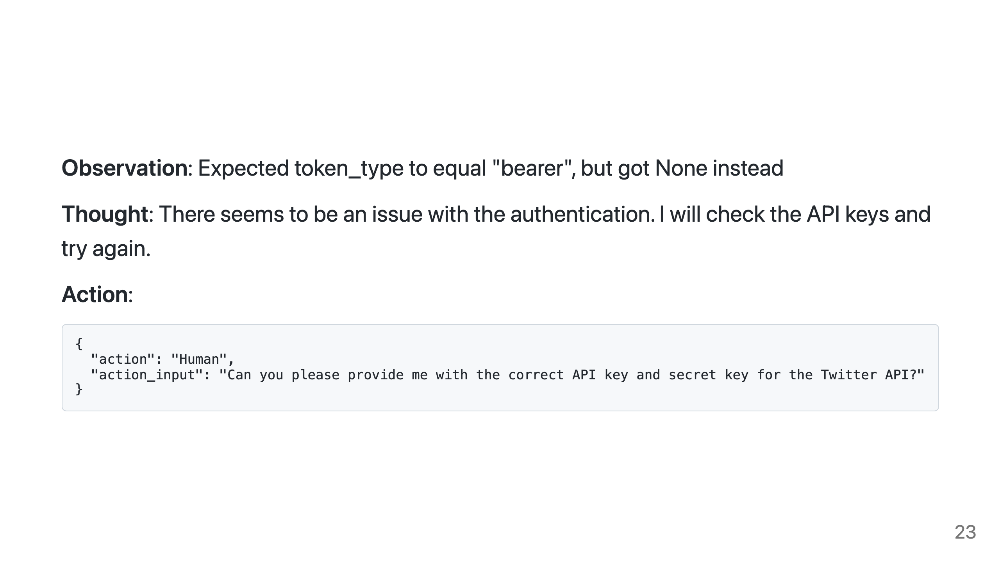 Observation: Expected token_type to equal "bearer", but got None instead
Thought: There seems to be an issue with the authentication. I will check the API keys and
try again.
Action:
{
  "action": "Human",
  "action_input": "Can you please provide me with the correct API key and secret key for the Twitter API?"
}
23